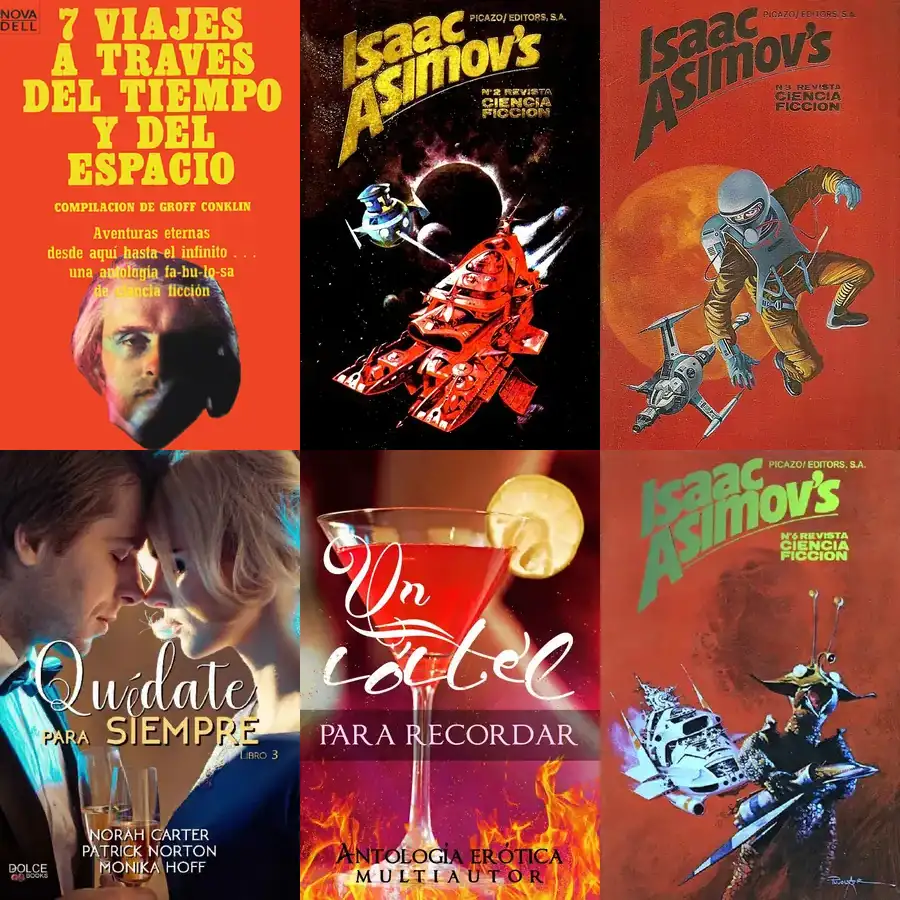 NOVA
DELL
7 VIAJES
A TRAVES
DEL TIEMPO
Y DEL
ESPACIO
COMPILACION DE GROFF CONKLIN
Aventuras eternas
desde aquí hasta el infinito . . .
una antología fa-bu-lo-sa
de ciencia ficción
PICAZO/EDITORS, S.A.
Isaac
Asimov's
Nº2 REVISTA
CIENCIA
FICCION
PICAZO/EDITORS, S.A.
Isaac
Asimov's
Nº3 REVISTA
CIENCIA
FICCION
Quédate
PARA SIEMPRE
LIBRO 3
NORAH CARTER
PATRICK NORTON
MONIKA HOFF
DOLCE
BOOKS
Un
cóctel
PARA RECORDAR
ANTOLOGÍA ERÓTICA
MULTIAUTOR
PICAZO/EDITORS, S.A.
Isaac
Asimov's
Nº6 REVISTA
CIENCIA
FICCION